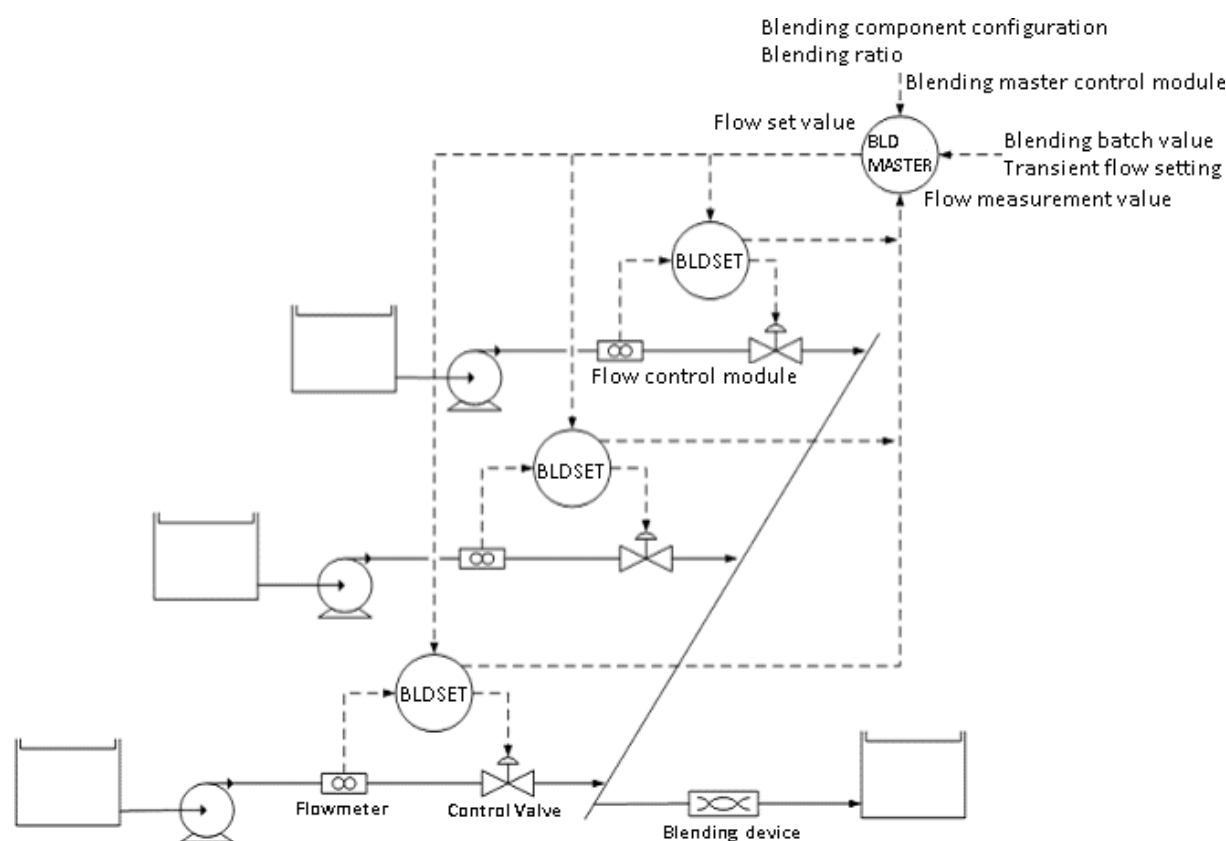 Blending component configuration
Blending ratio
Blending master control module
Flow set value
BLD
MASTER
Blending batch value
Transient flow setting
Flow measurement value
BLDSET
Flow control module
BLDSET
BLDSET
Flowmeter
Control Valve
Blending device